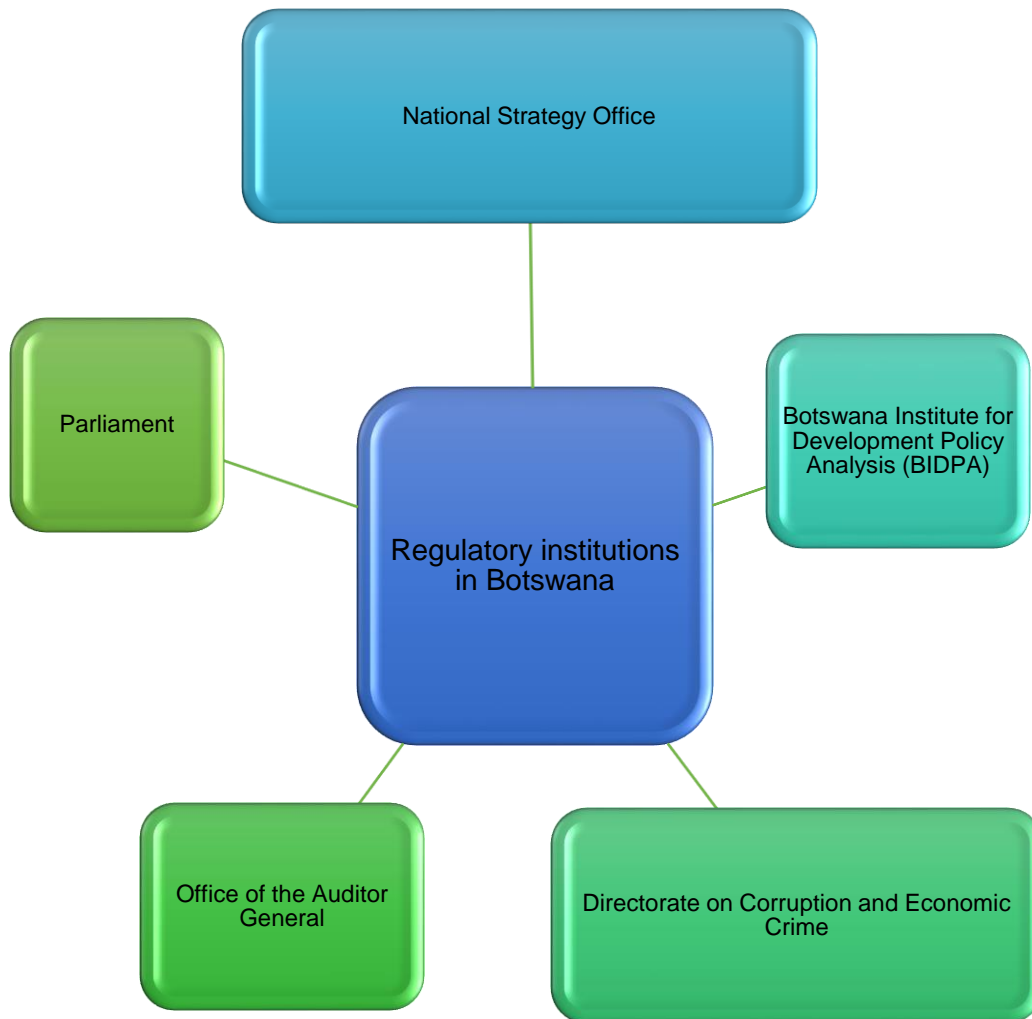 National Strategy Office
Parliament
Botswana Institute for
Development Policy
Analysis (BIDPA)
Regulatory institutions
in Botswana
Office of the Auditor
General
Directorate on Corruption and Economic
Crime